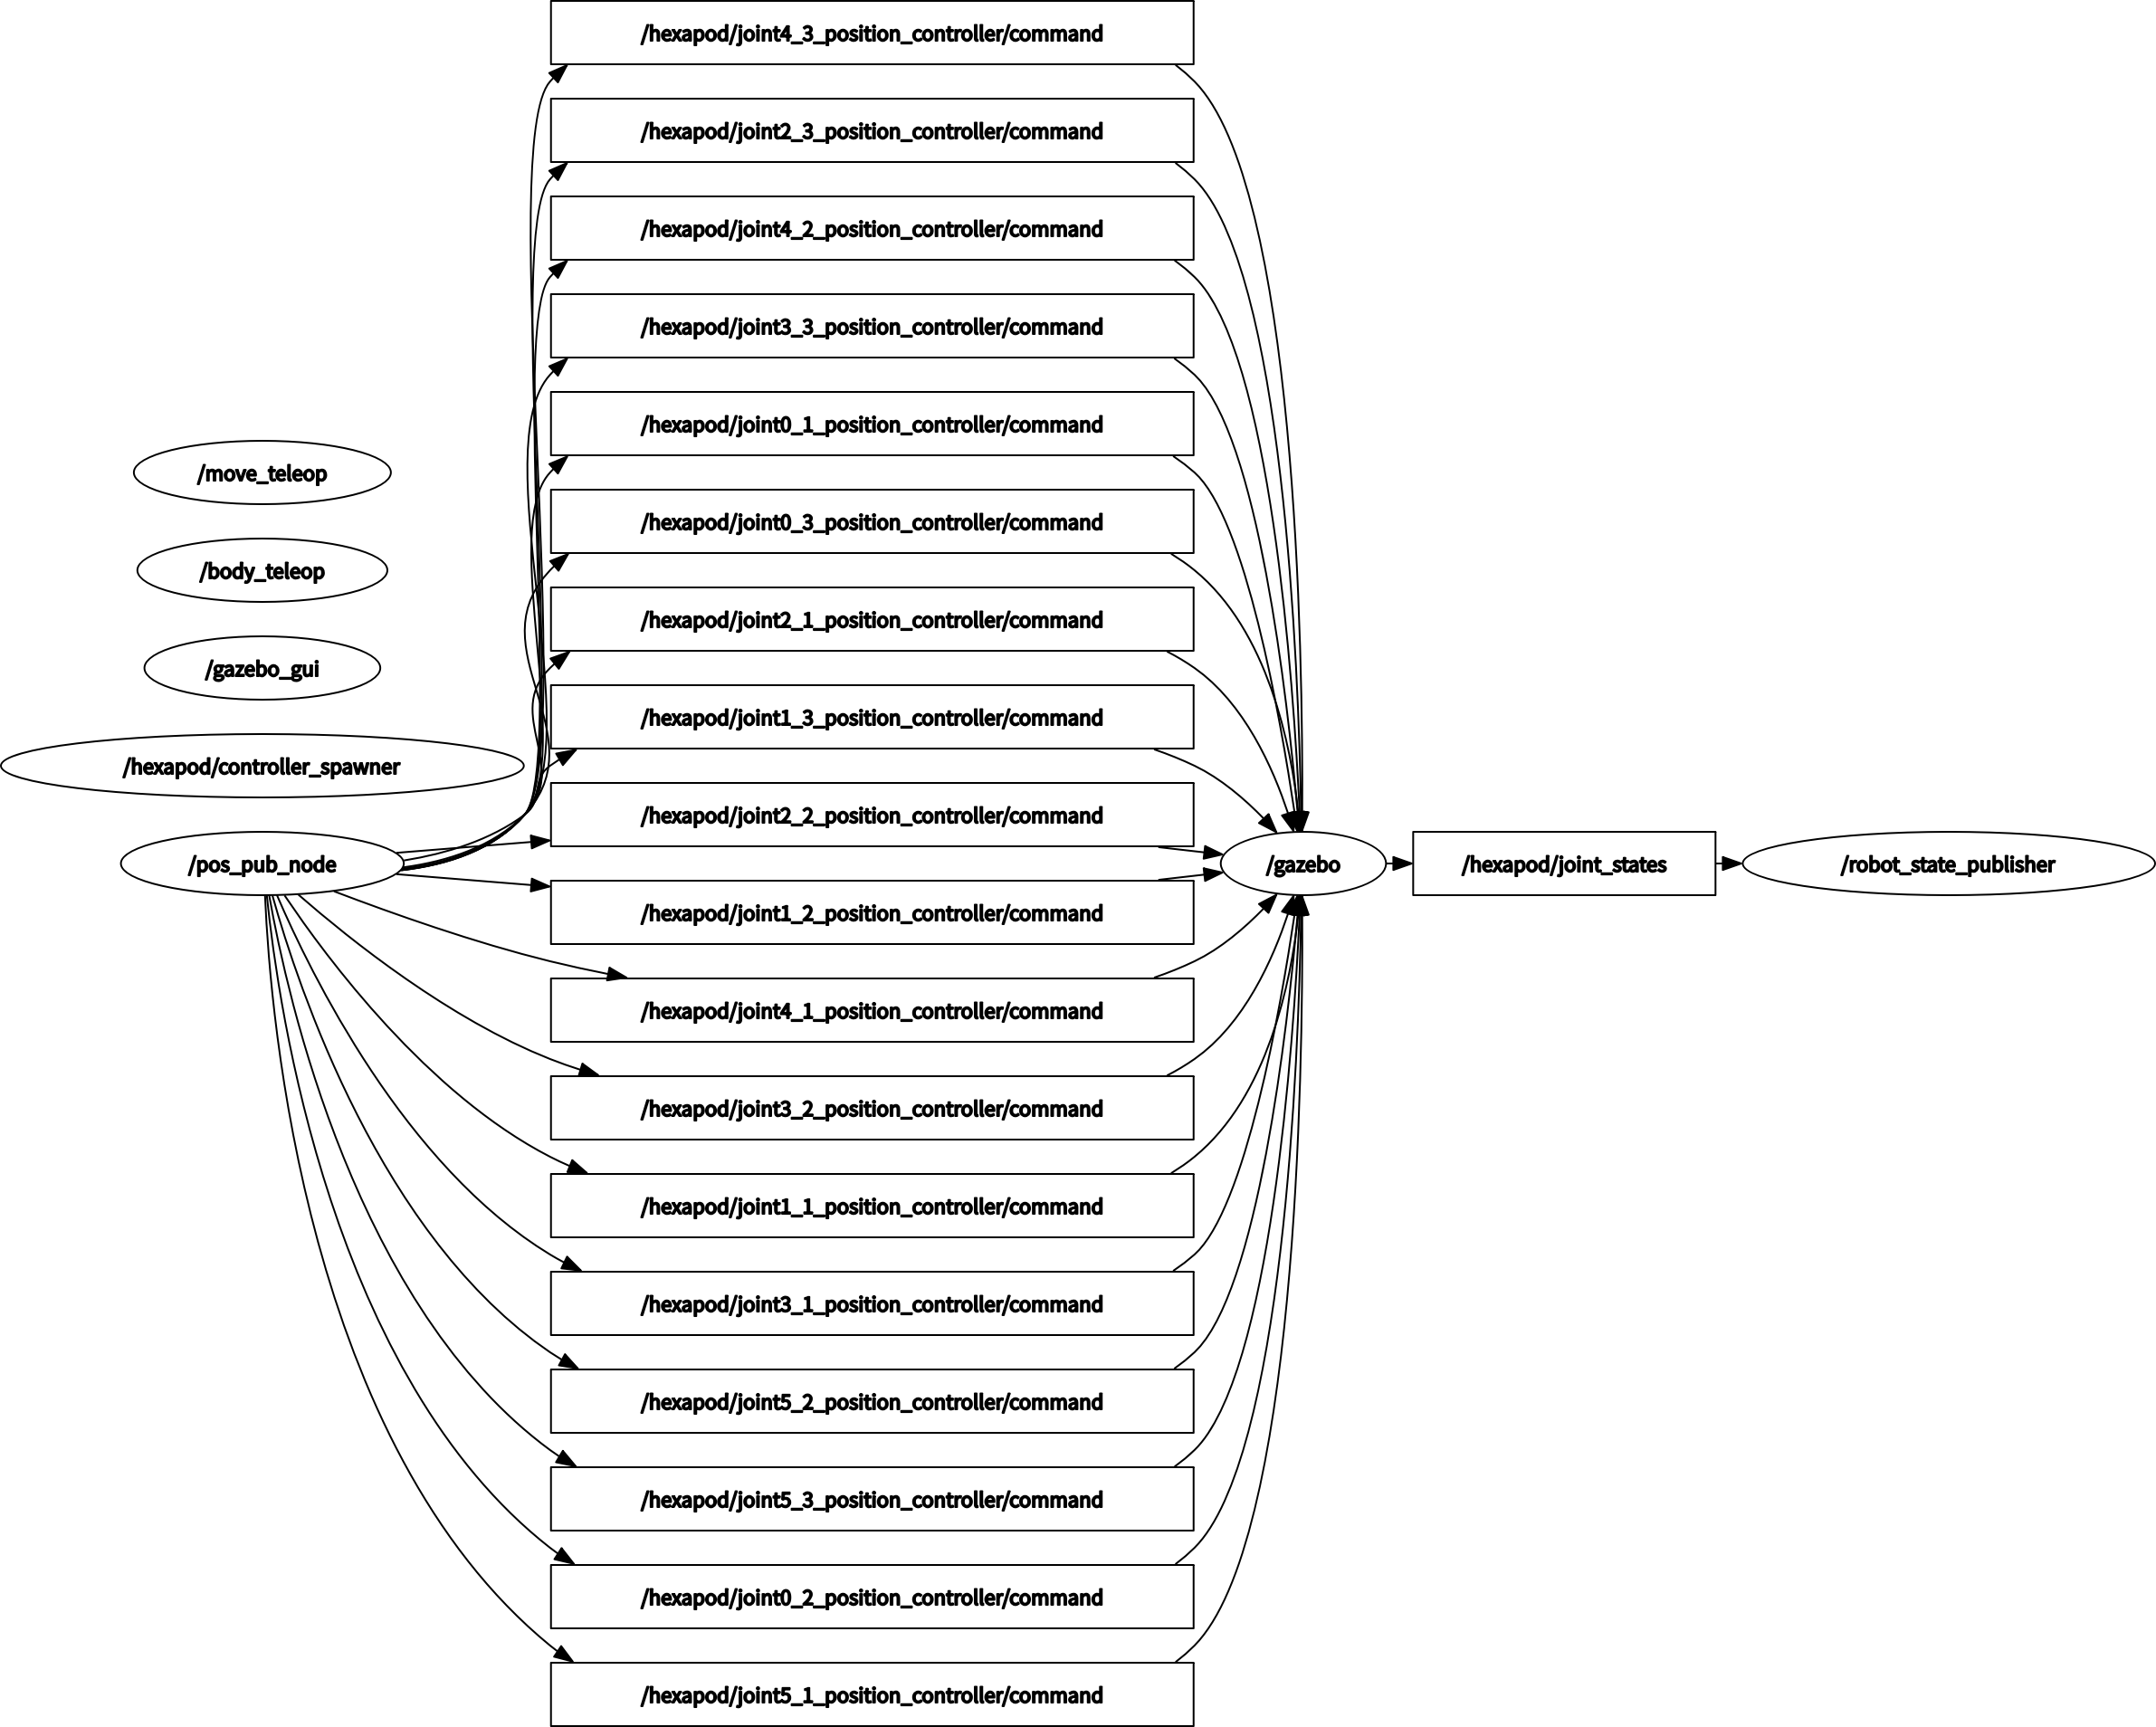 /hexapod/joint4_3_position_controller/command
/hexapod/joint2_3_position_controller/command
/hexapod/joint4_2_position_controller/command
/hexapod/joint3_3_position_controller/command
/hexapod/joint0_1_position_controller/command
/move_teleop
/hexapod/joint0_3_position_controller/command
/body_teleop
/hexapod/joint2_1_position_controller/command
/gazebo_gui
/hexapod/joint1_3_position_controller/command
/hexapod/controller_spawner
/hexapod/joint2_2_position_controller/command
/pos_pub_node
/gazebo
/hexapod/joint_states
/robot_state_publisher
/hexapod/joint1_2_position_controller/command
/hexapod/joint4_1_position_controller/command
/hexapod/joint3_2_position_controller/command
/hexapod/joint1_1_position_controller/command
/hexapod/joint3_1_position_controller/command
/hexapod/joint5_2_position_controller/command
/hexapod/joint5_3_position_controller/command
/hexapod/joint0_2_position_controller/command
/hexapod/joint5_1_position_controller/command